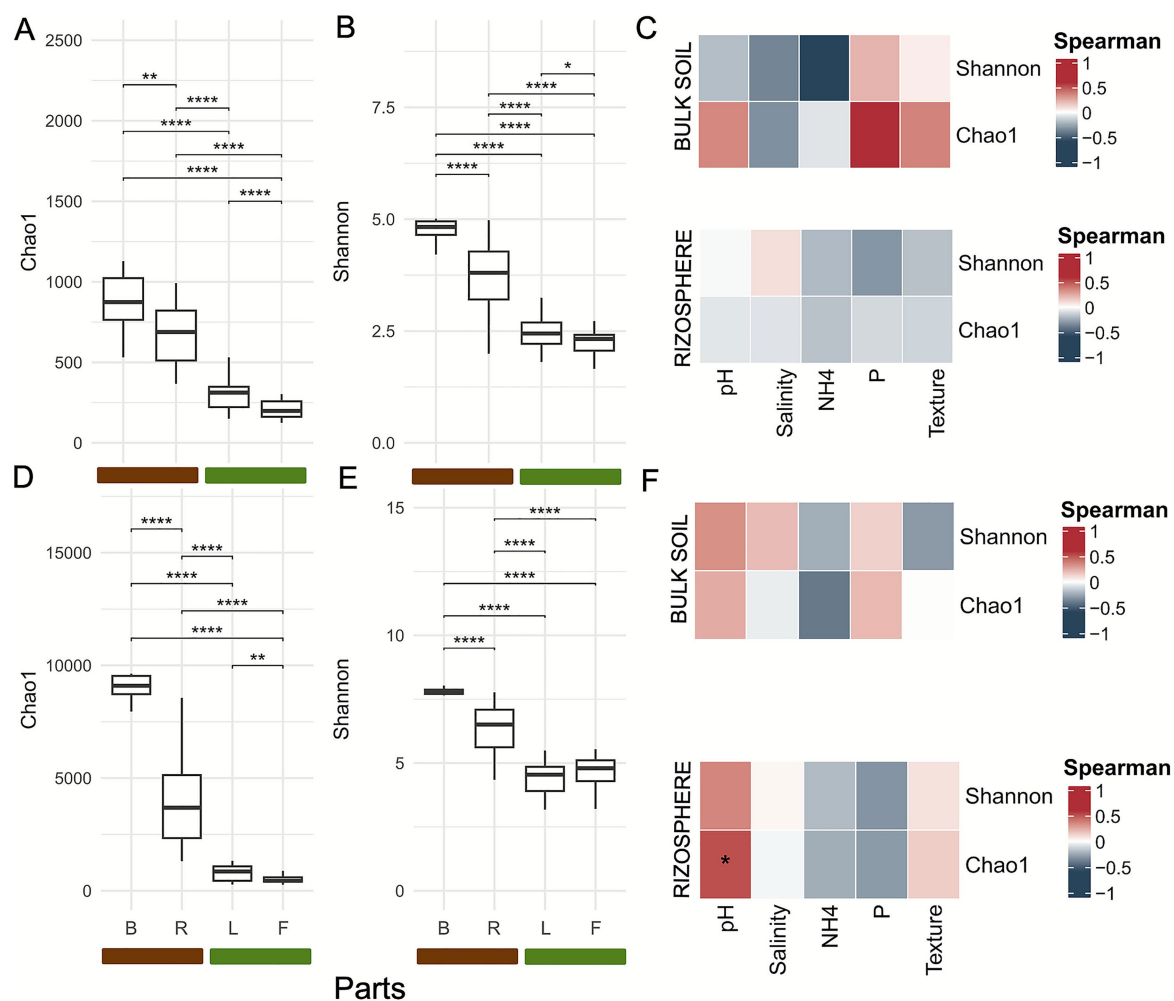 A
2500
**
****
2000
****
****
****
1500
****
Chao1
1000
500
0
B
*
****
7.5
****
****
****
****
5.0
Shannon
2.5
0.0
C
BULK SOIL
Shannon
Chao1
Spearman
1
0.5
0
−0.5
−1
RIZOSPHERE
Shannon
Chao1
Spearman
1
0.5
0
−0.5
−1
pH
Salinity
NH4
P
Texture
D
****
15000
****
****
****
****
**
10000
Chao1
5000
0
B
R
L
F
E
15
****
****
****
****
10
****
Shannon
5
0
B
R
L
F
Parts
F
BULK SOIL
Shannon
Chao1
Spearman
1
0.5
0
−0.5
−1
RIZOSPHERE
Shannon
*
Chao1
Spearman
1
0.5
0
−0.5
−1
pH
Salinity
NH4
P
Texture